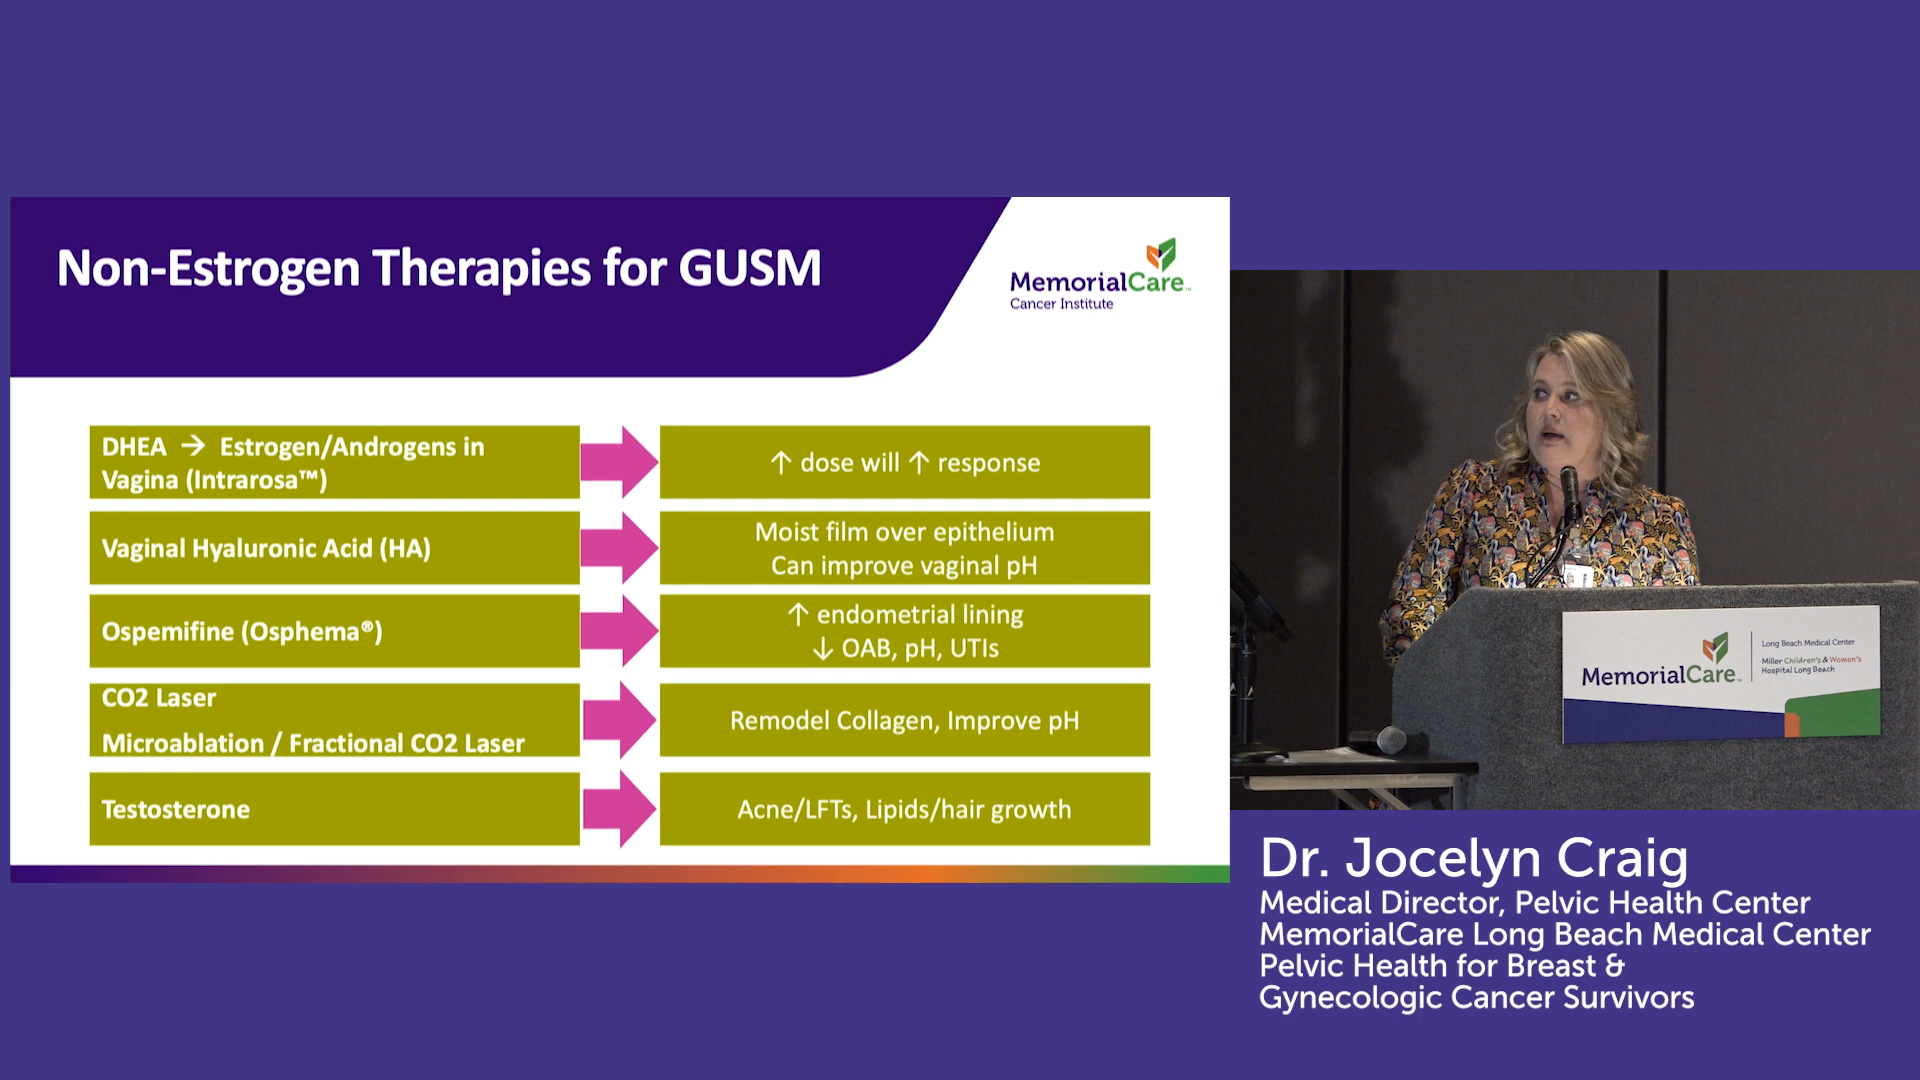 Non-Estrogen Therapies for GUSM
MemorialCare™
Cancer Institute
DHEA → Estrogen/Androgens in
Vagina (Intrarosa™)
↑ dose will ↑ response
Vaginal Hyaluronic Acid (HA)
Moist film over epithelium
Can improve vaginal pH
Ospemifine (Osphema®)
↑ endometrial lining
↓ OAB, pH, UTIs
CO2 Laser
Microablation / Fractional CO2 Laser
Remodel Collagen, Improve pH
Testosterone
Acne/LFTs, Lipids/hair growth
MemorialCare™
Long Beach Medical Center
Miller Children's & Women's
Hospital Long Beach
Dr. Jocelyn Craig
Medical Director, Pelvic Health Center
MemorialCare Long Beach Medical Center
Pelvic Health for Breast &
Gynecologic Cancer Survivors